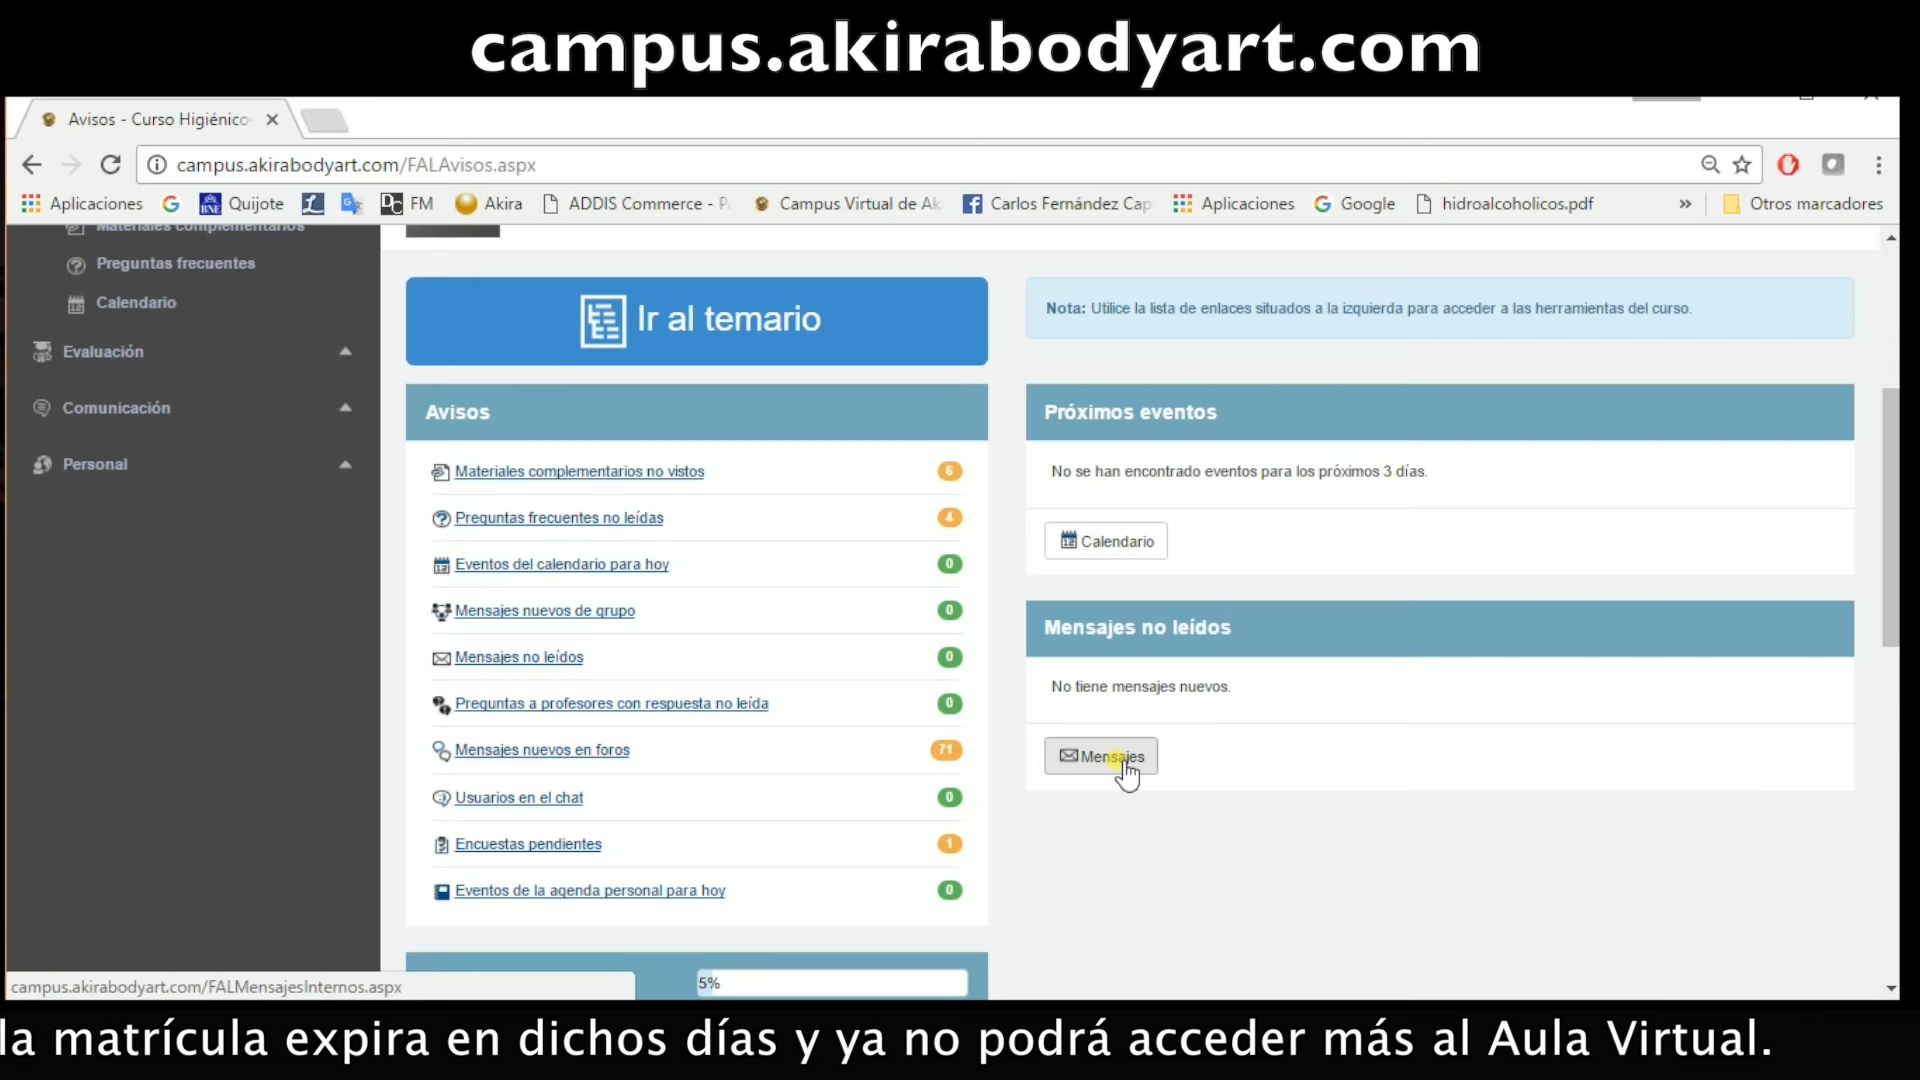 campus.akirabodyart.com
Avisos - Curso Higiénico-
campus.akirabodyart.com/FALAvisos.aspx
Aplicaciones
Quijote
FM
Akira
ADDIS Commerce - P
Campus Virtual de Ak
Carlos Fernández Cap
Aplicaciones
Google
hidroalcoholicos.pdf
»
Otros marcadores
Materiales complementarios
Preguntas frecuentes
Calendario
Evaluación
Comunicación
Personal
Ir al temario
Nota: Utilice la lista de enlaces situados a la izquierda para acceder a las herramientas del curso.
Avisos
Materiales complementarios no vistos 6
Preguntas frecuentes no leídas 4
Eventos del calendario para hoy 0
Mensajes nuevos de grupo 0
Mensajes no leídos 0
Preguntas a profesores con respuesta no leída 0
Mensajes nuevos en foros 71
Usuarios en el chat 0
Encuestas pendientes 1
Eventos de la agenda personal para hoy 0
5%
Próximos eventos
No se han encontrado eventos para los próximos 3 días.
Calendario
Mensajes no leídos
No tiene mensajes nuevos.
Mensajes
campus.akirabodyart.com/FALMensajesInternos.aspx
la matrícula expira en dichos días y ya no podrá acceder más al Aula Virtual.